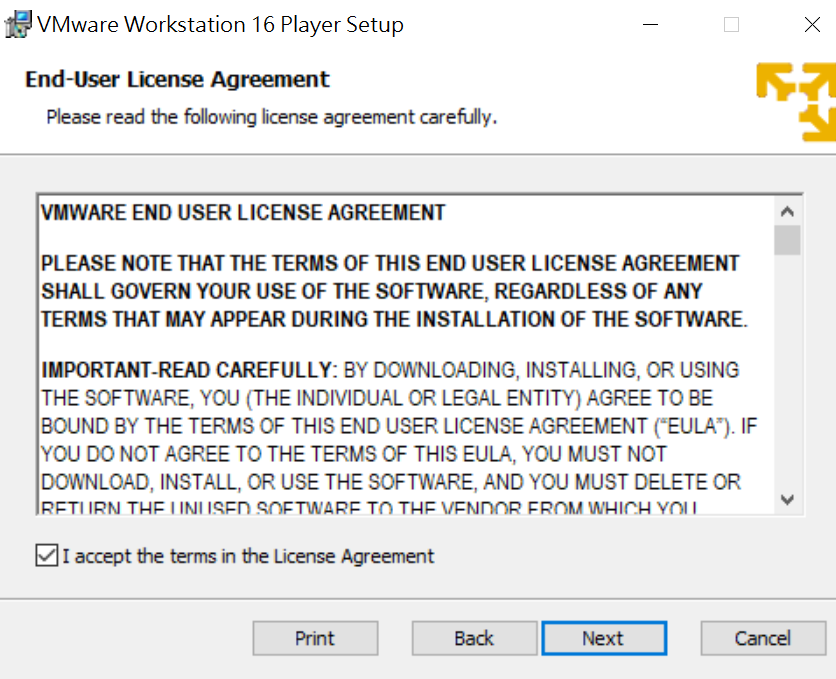 VMware Workstation 16 Player Setup
End-User License Agreement
Please read the following license agreement carefully.
VMWARE END USER LICENSE AGREEMENT
PLEASE NOTE THAT THE TERMS OF THIS END USER LICENSE AGREEMENT
SHALL GOVERN YOUR USE OF THE SOFTWARE, REGARDLESS OF ANY
TERMS THAT MAY APPEAR DURING THE INSTALLATION OF THE SOFTWARE.
IMPORTANT-READ CAREFULLY: BY DOWNLOADING, INSTALLING, OR USING
THE SOFTWARE, YOU (THE INDIVIDUAL OR LEGAL ENTITY) AGREE TO BE
BOUND BY THE TERMS OF THIS END USER LICENSE AGREEMENT (“EULA”). IF
YOU DO NOT AGREE TO THE TERMS OF THIS EULA, YOU MUST NOT
DOWNLOAD, INSTALL, OR USE THE SOFTWARE, AND YOU MUST DELETE OR
RETURN THE UNUSED SOFTWARE TO THE VENDOR FROM WHICH YOU
I accept the terms in the License Agreement
Print Back Next Cancel